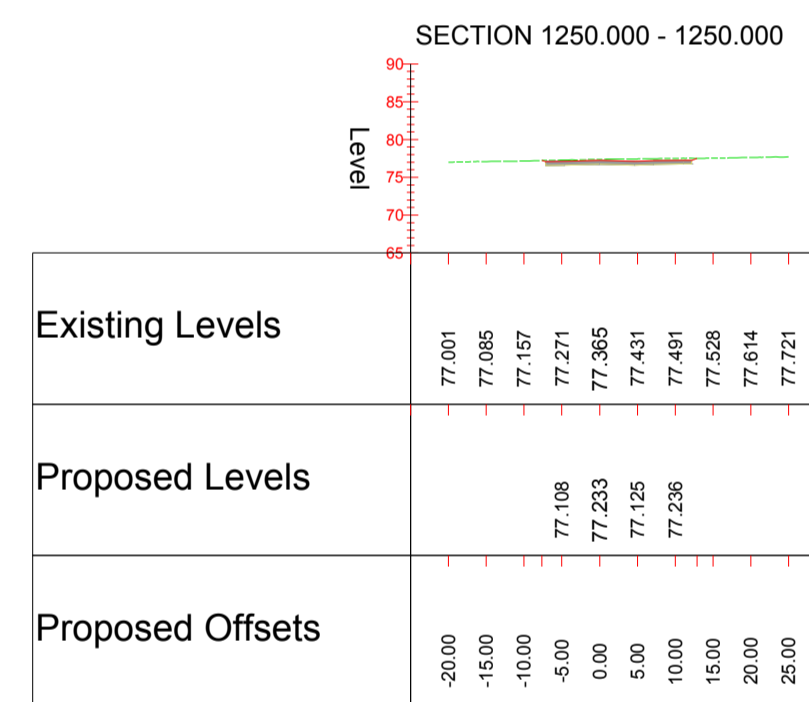 SECTION 1250.000 - 1250.000
90
85
80
75
70
65
Level
Existing Levels
77.001 77.085 77.157 77.271 77.365 77.431 77.491 77.528 77.614 77.721
Proposed Levels
77.108 77.233 77.125 77.236
Proposed Offsets
-20.00 -15.00 -10.00 -5.00 0.00 5.00 10.00 15.00 20.00 25.00